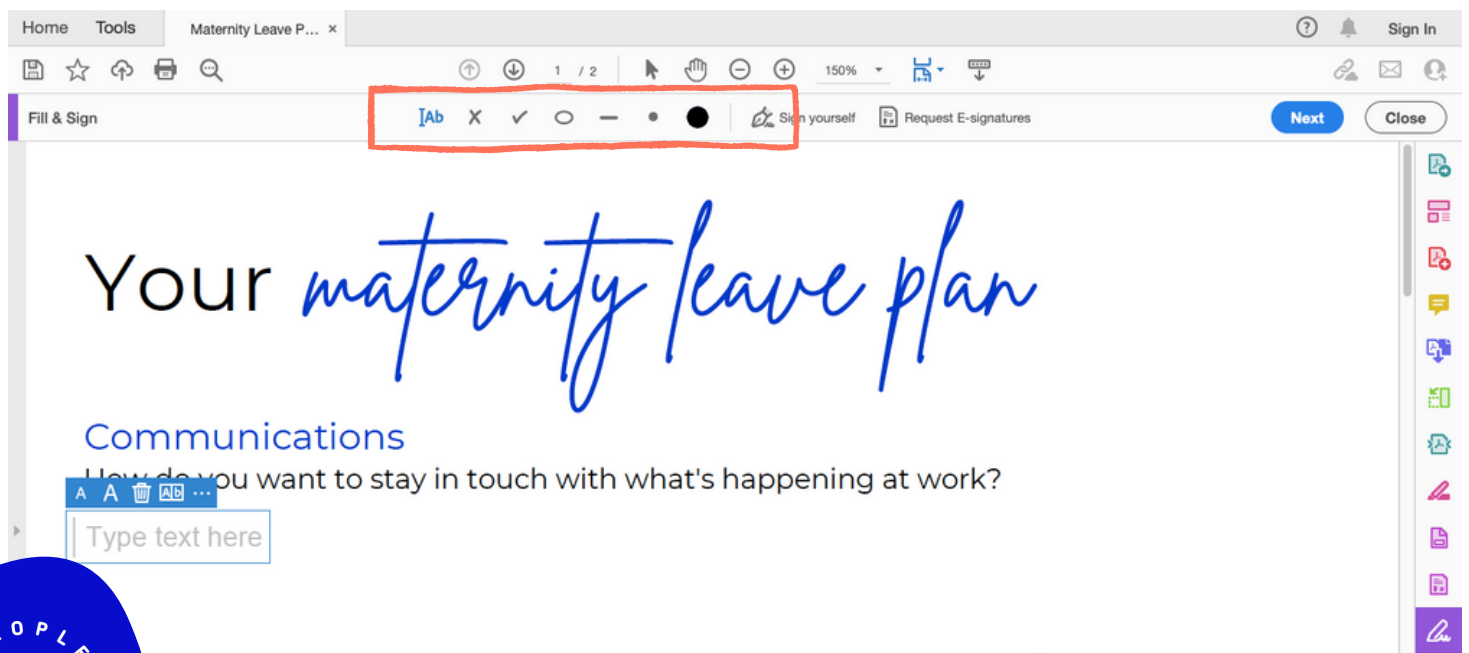 Home Tools Maternity Leave P... × ? Sign In
1 / 2 150%
Fill & Sign Ab Sign yourself Request E-signatures Next Close
Your maternity leave plan
Communications
How do you want to stay in touch with what's happening at work?
A A Ab ...
Type text here